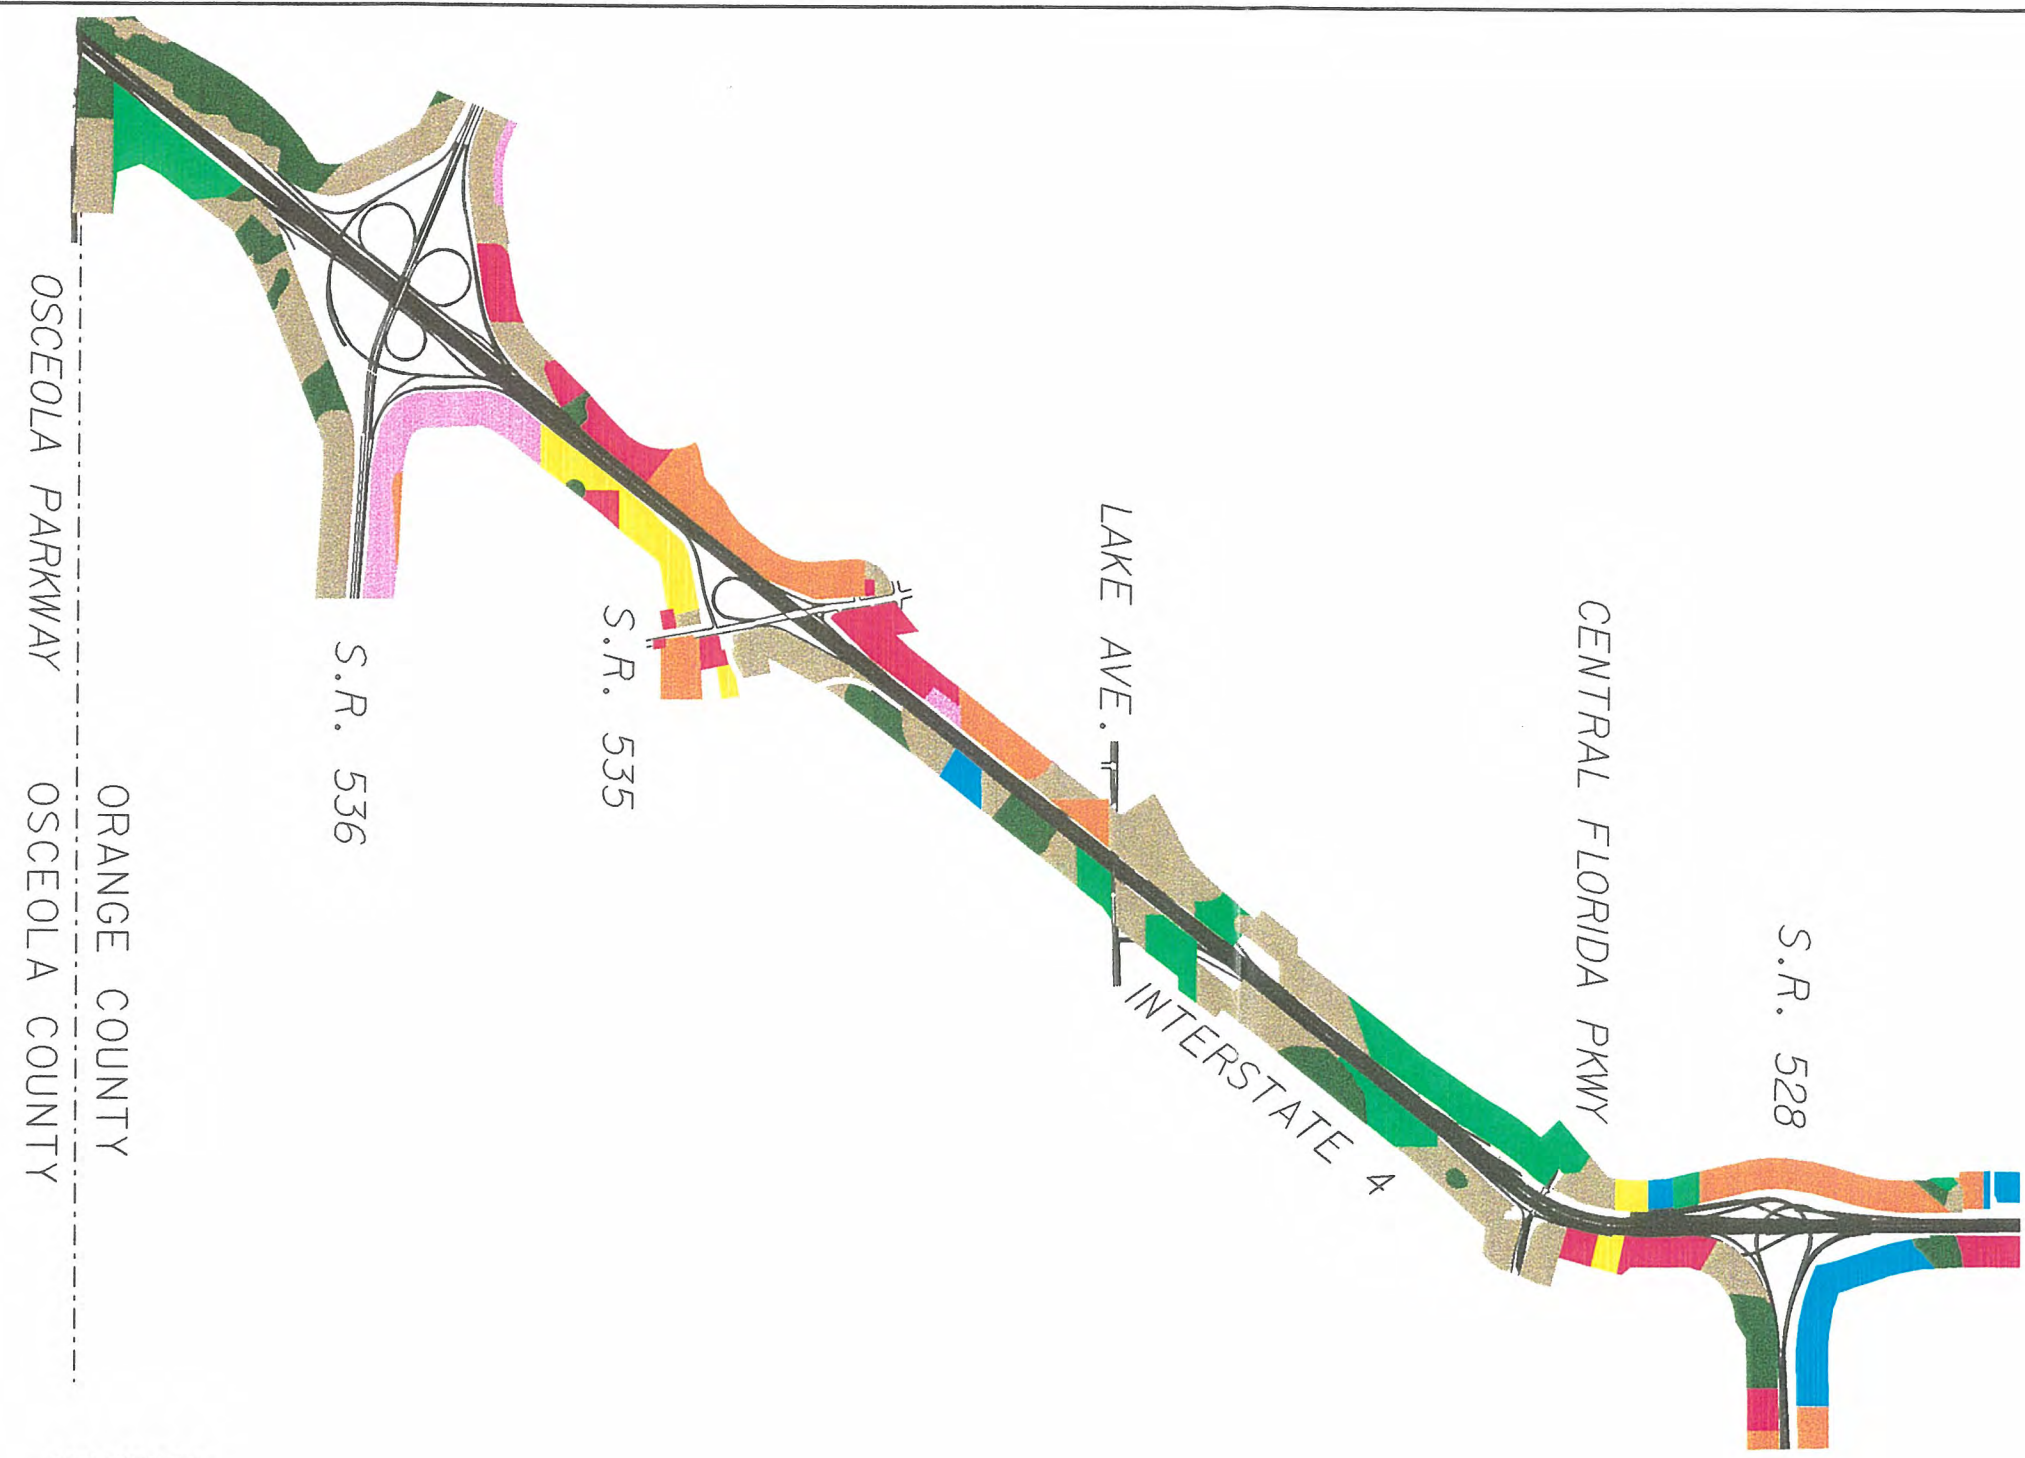 OSCEOLA PARKWAY
ORANGE COUNTY
OSCEOLA COUNTY
S.R. 536
S.R. 535
LAKE AVE.
INTERSTATE 4
CENTRAL FLORIDA PKWY
S.R. 528